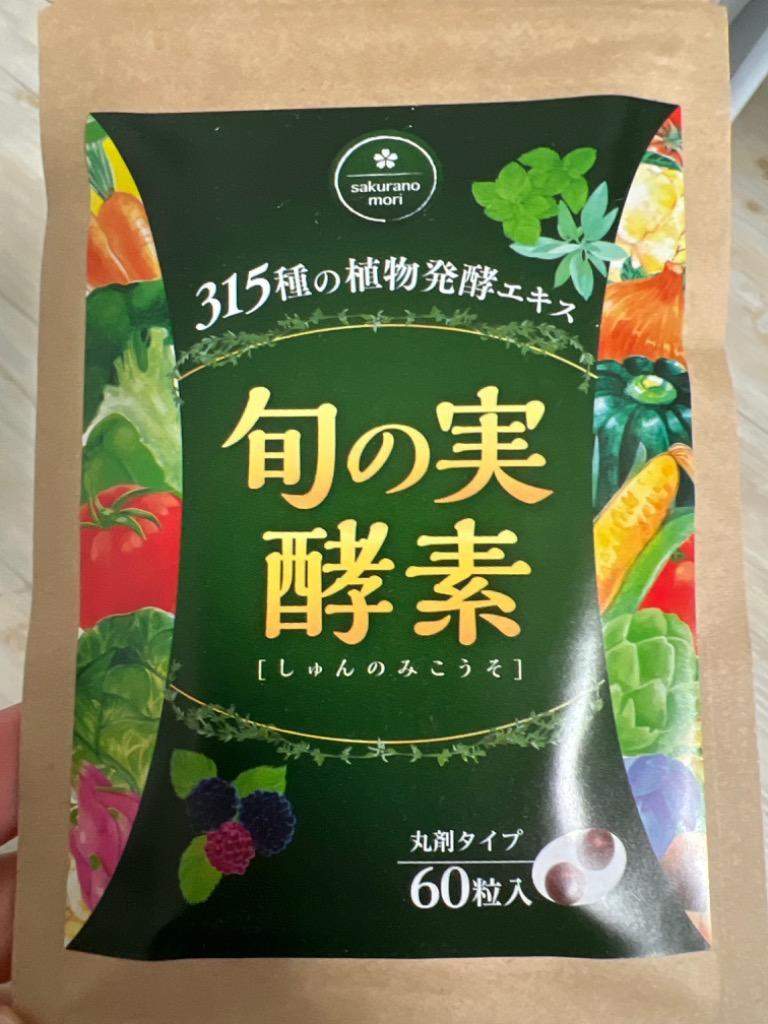 sakurano
mori
315種の植物発酵エキス
旬の実
酵素
[しゅんのみこうそ]
丸剤タイプ
60粒入